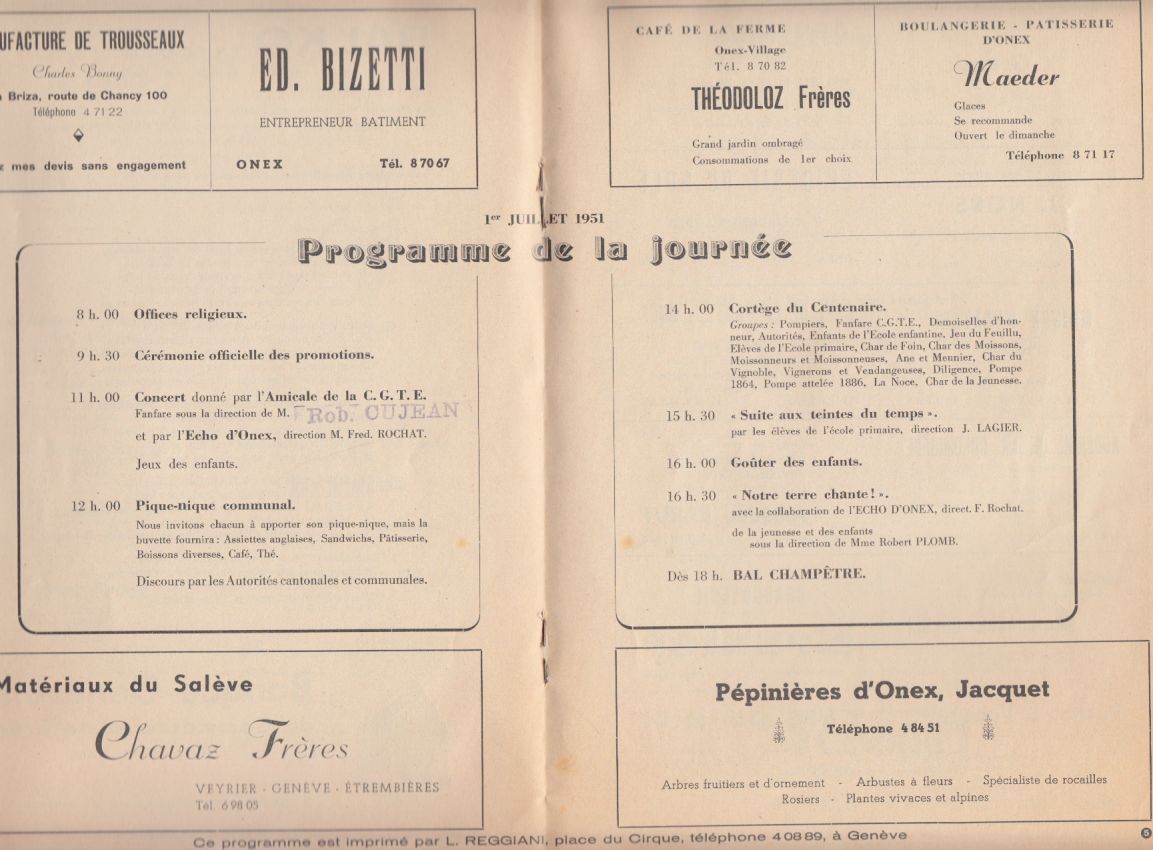 UFACTURE DE TROUSSEAUX
Charles Bonny
Briza, route de Chancy 100
Téléphone 4 71 22
mes devis sans engagement
ED. BIZETTI
ENTREPRENEUR BATIMENT
ONEX Tél. 8 70 67
CAFÉ DE LA FERME
Onex-Village
Tél. 8 70 82
THÉODOLOZ Frères
Grand jardin ombragé
Consommations de 1er choix
BOULANGERIE - PATISSERIE
D'ONEX
Maeder
Glaces
Se recommande
Ouvert le dimanche
Téléphone 8 71 17
1er JUILLET 1951
Programme de la journée
8 h. 00 Offices religieux.
9 h. 30 Cérémonie officielle des promotions.
11 h. 00 Concert donné par l'Amicale de la C. G. T. E.
Fanfare sous la direction de M. Rob. CUJEAN
et par l'Echo d'Onex, direction M. Fred. ROCHAT.
Jeux des enfants.
12 h. 00 Pique-nique communal.
Nous invitons chacun à apporter son pique-nique, mais la
buvette fournira : Assiettes anglaises, Sandwichs, Pâtisserie,
Boissons diverses, Café, Thé.
Discours par les Autorités cantonales et communales.
14 h. 00 Cortège du Centenaire.
Groupes : Pompiers, Fanfare C.G.T.E., Demoiselles d'hon-
neur, Autorités, Enfants de l'Ecole enfantine, Jeu du Feuillu,
Elèves de l'Ecole primaire, Char de Foin, Char des Moissons,
Moissonneurs et Moissonneuses, Ane et Meunier, Char du
Vignoble, Vignerons et Vendangeuses, Diligence, Pompe
1864, Pompe attelée 1886, La Noce, Char de la Jeunesse.
15 h. 30 « Suite aux teintes du temps ».
par les élèves de l'école primaire, direction J. LAGIER.
16 h. 00 Goûter des enfants.
16 h. 30 « Notre terre chante ! ».
avec la collaboration de l'ECHO D'ONEX, direct. F. Rochat.
de la jeunesse et des enfants
sous la direction de Mme Robert PLOMB.
Dès 18 h. BAL CHAMPÊTRE.
Matériaux du Salève
Chavaz Frères
VEYRIER - GENÈVE - ÉTREMBIÈRES
Tél. 6 98 05
Pépinières d'Onex, Jacquet
Téléphone 4 84 51
Arbres fruitiers et d'ornement - Arbustes à fleurs - Spécialiste de rocailles
Rosiers - Plantes vivaces et alpines
Ce programme est imprimé par L. REGGIANI, place du Cirque, téléphone 4 08 89, à Genève
5